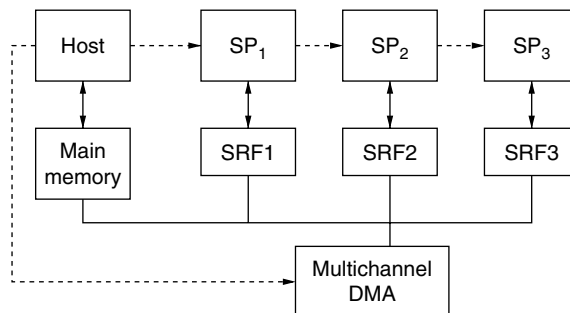 Host
SP₁
SP₂
SP₃
Main
memory
SRF1
SRF2
SRF3
Multichannel
DMA